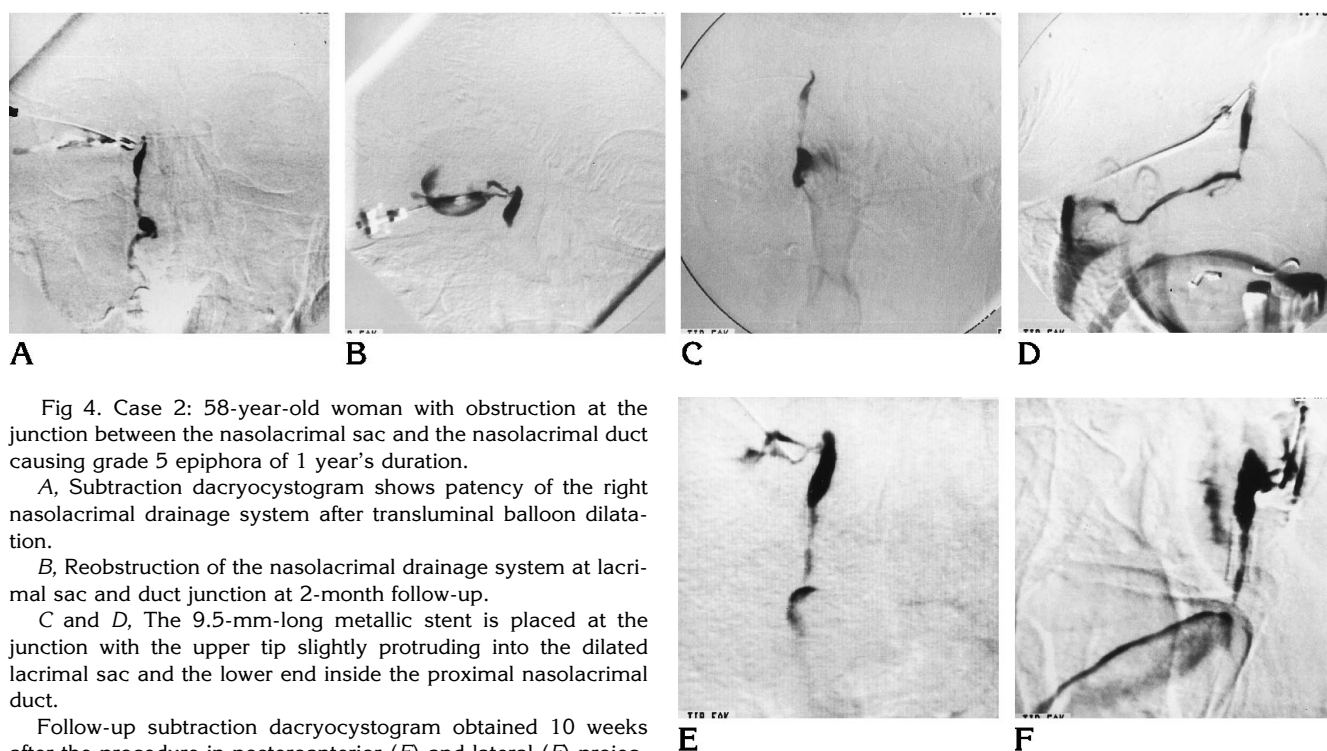 A
B
C
D
Fig 4. Case 2: 58-year-old woman with obstruction at the
junction between the nasolacrimal sac and the nasolacrimal duct
causing grade 5 epiphora of 1 year's duration.
A, Subtraction dacryocystogram shows patency of the right
nasolacrimal drainage system after transluminal balloon dilata-
tion.
B, Reobstruction of the nasolacrimal drainage system at lacri-
mal sac and duct junction at 2-month follow-up.
C and D, The 9.5-mm-long metallic stent is placed at the
junction with the upper tip slightly protruding into the dilated
lacrimal sac and the lower end inside the proximal nasolacrimal
duct.
Follow-up subtraction dacryocystogram obtained 10 weeks
after the procedure in posteroanterior (E) and lateral (F) projec-
E
F